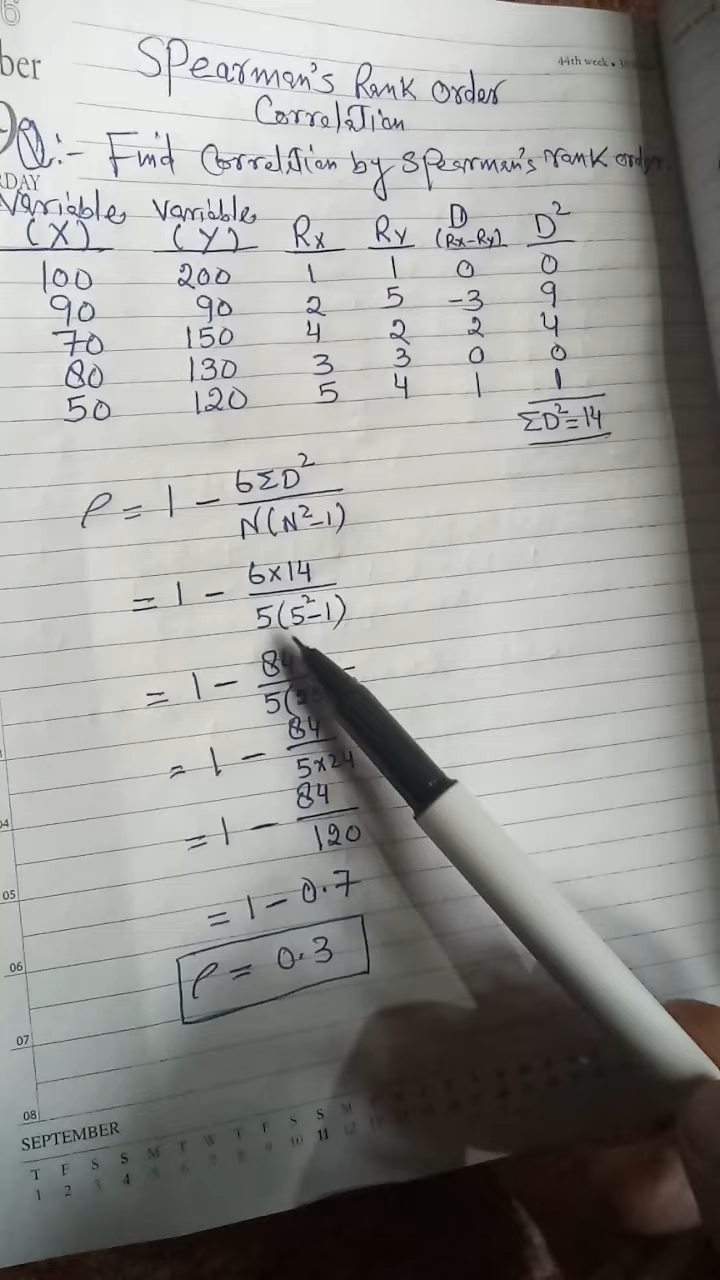 ber
44th week
Spearman's Rank Order
Correlation
Q:- Find Correlation by Spearman's rank order
DAY
Variable Variable D D²
(X) (Y) Rx Ry (Rx-Ry)
100 200 1 1 0 0
90 90 2 5 -3 9
70 150 4 2 2 4
80 130 3 3 0 0
50 120 5 4 1 1
ΣD²=14
ρ = 1 - 6ΣD² / N(N²-1)
= 1 - 6×14 / 5(5²-1)
= 1 - 84 / 5(2
= 1 - 84 / 5×24
04
= 1 - 84 / 120
05
= 1 - 0.7
06
ρ = 0.3
07
08
SEPTEMBER
T F S S M T F W T F S S M
1 2 3 4 5 6 7 8 9 10 11 12